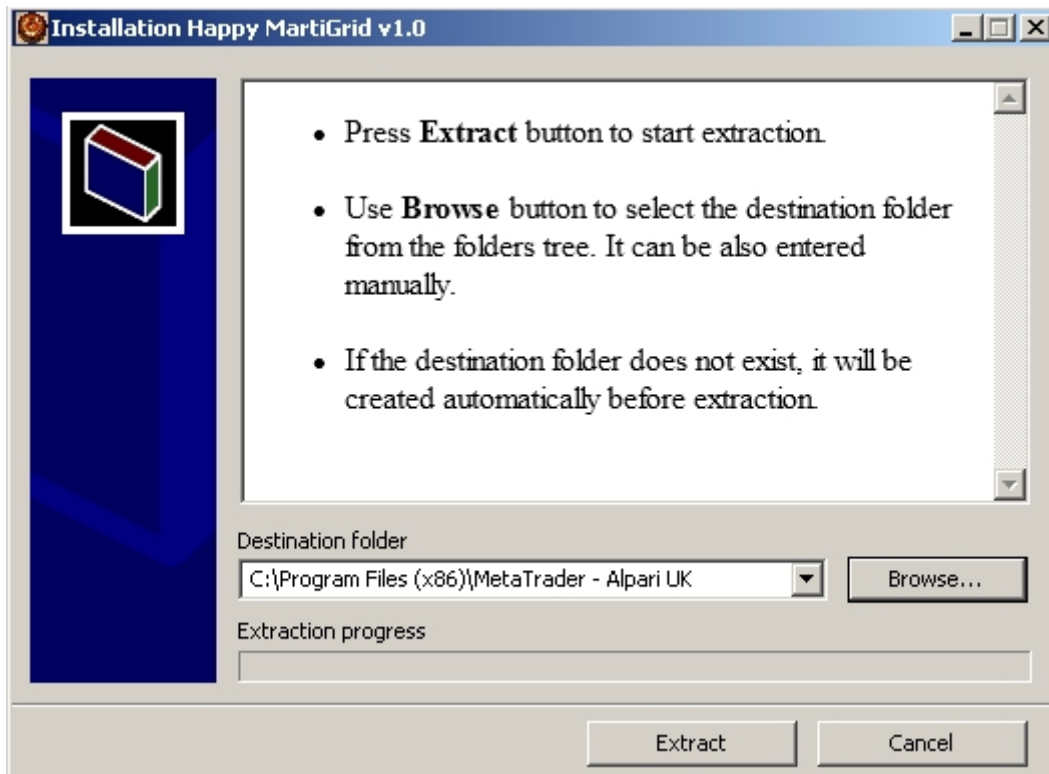 Installation Happy MartiGrid v1.0
• Press Extract button to start extraction.
• Use Browse button to select the destination folder
from the folders tree. It can be also entered
manually.
• If the destination folder does not exist, it will be
created automatically before extraction.
Destination folder
C:\Program Files (x86)\MetaTrader - Alpari UK
Browse...
Extraction progress
Extract
Cancel